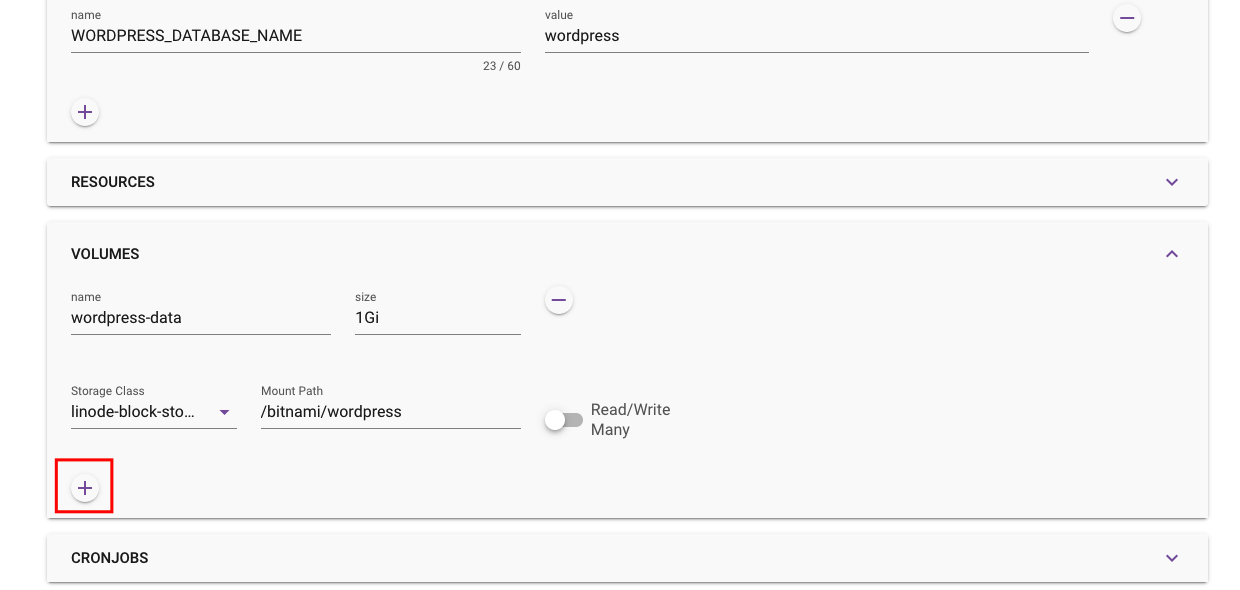 name
value
WORDPRESS_DATABASE_NAME
wordpress
23 / 60
RESOURCES
VOLUMES
name
size
wordpress-data
1Gi
Storage Class
Mount Path
linode-block-sto...
/bitnami/wordpress
Read/Write
Many
CRONJOBS